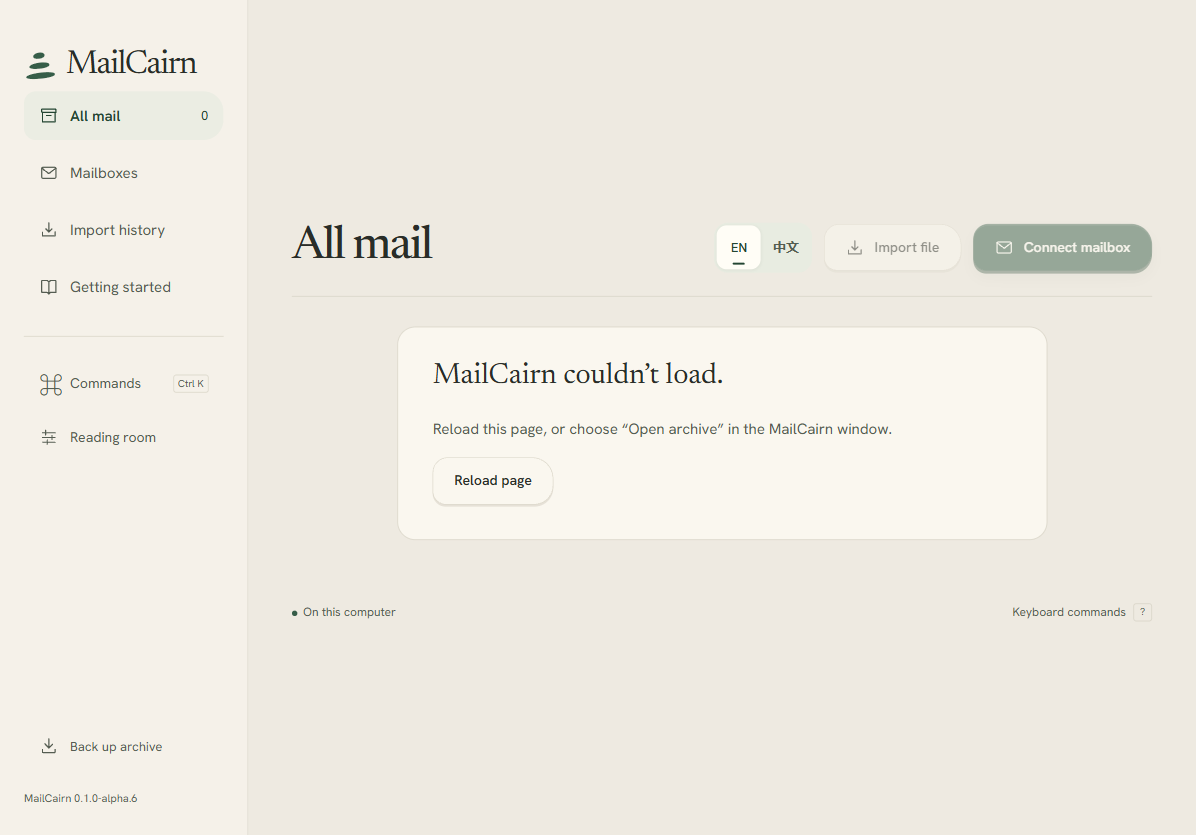 MailCairn
All mail 0
Mailboxes
Import history
Getting started
Commands Ctrl K
Reading room
Back up archive
MailCairn 0.1.0-alpha.6
All mail
EN 中文 Import file Connect mailbox
MailCairn couldn’t load.
Reload this page, or choose “Open archive” in the MailCairn window.
Reload page
On this computer
Keyboard commands ?